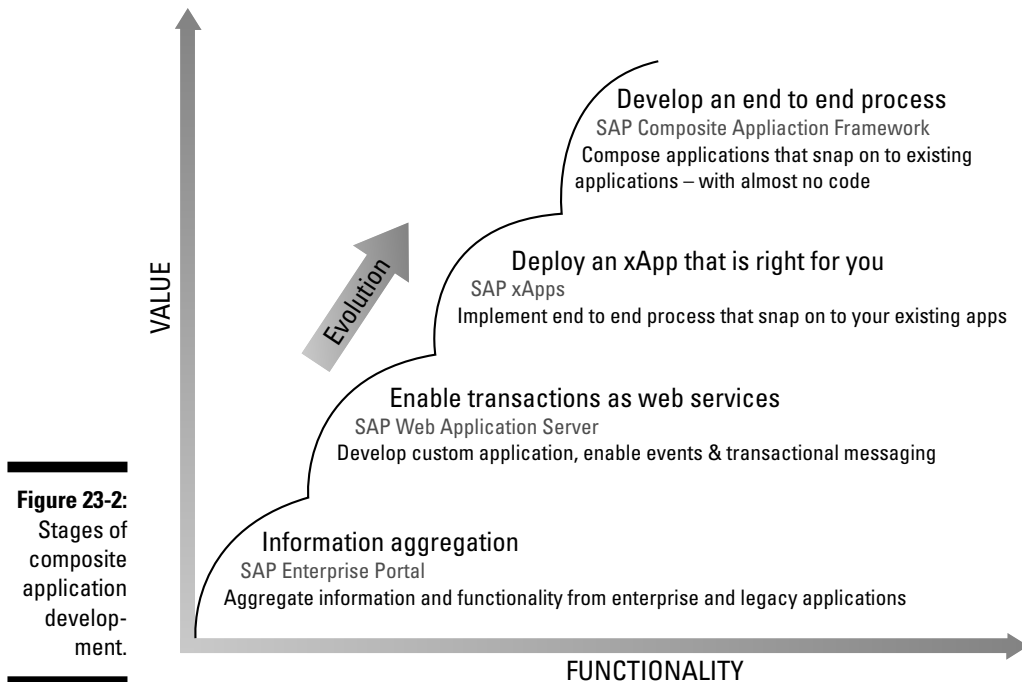 Develop an end to end process
SAP Composite Appliaction Framework
Compose applications that snap on to existing
applications – with almost no code
Deploy an xApp that is right for you
SAP xApps
Implement end to end process that snap on to your existing apps
Evolution
VALUE
Enable transactions as web services
SAP Web Application Server
Develop custom application, enable events & transactional messaging
Information aggregation
SAP Enterprise Portal
Aggregate information and functionality from enterprise and legacy applications
FUNCTIONALITY
Figure 23-2:
Stages of
composite
application
develop-
ment.